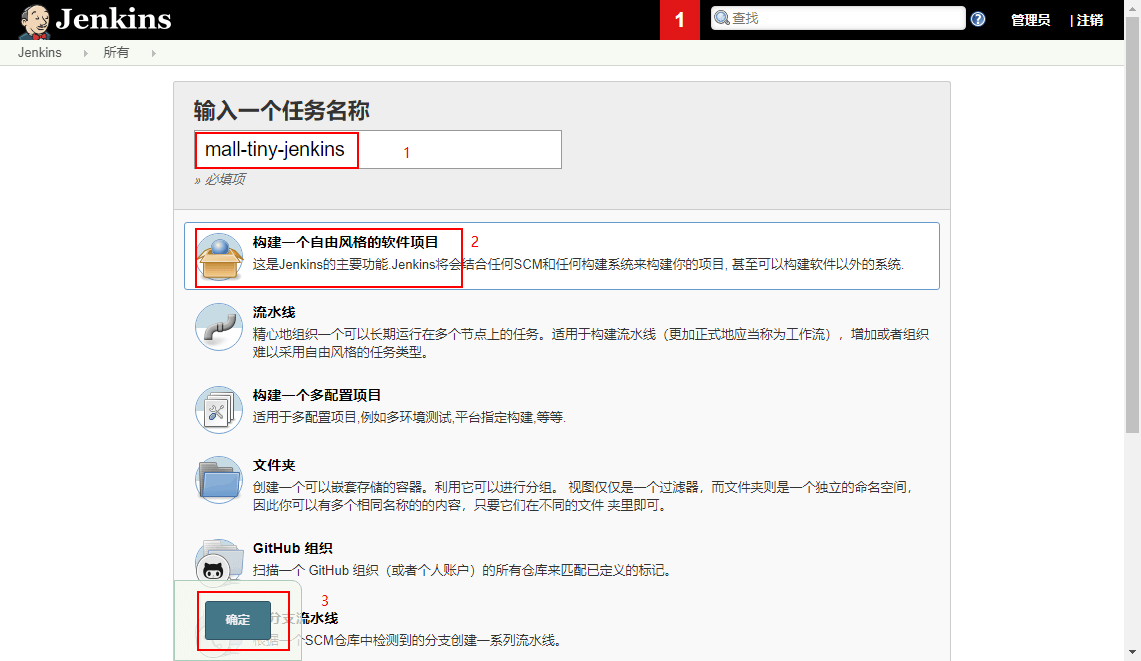 Jenkins
1
查找
管理员
| 注销
Jenkins
所有
输入一个任务名称
mall-tiny-jenkins
1
» 必填项
构建一个自由风格的软件项目
2
这是Jenkins的主要功能.Jenkins将会结合任何SCM和任何构建系统来构建你的项目, 甚至可以构建软件以外的系统.
流水线
精心地组织一个可以长期运行在多个节点上的任务。适用于构建流水线（更加正式地应当称为工作流），增加或者组织
难以采用自由风格的任务类型。
构建一个多配置项目
适用于多配置项目,例如多环境测试,平台指定构建,等等.
文件夹
创建一个可以嵌套存储的容器。利用它可以进行分组。 视图仅仅是一个过滤器，而文件夹则是一个独立的命名空间，
因此你可以有多个相同名称的的内容，只要它们在不同的文件 夹里即可。
GitHub 组织
扫描一个 GitHub 组织（或者个人账户）的所有仓库来匹配已定义的标记。
3
确定
分支流水线
根据一个SCM仓库中检测到的分支创建一系列流水线。